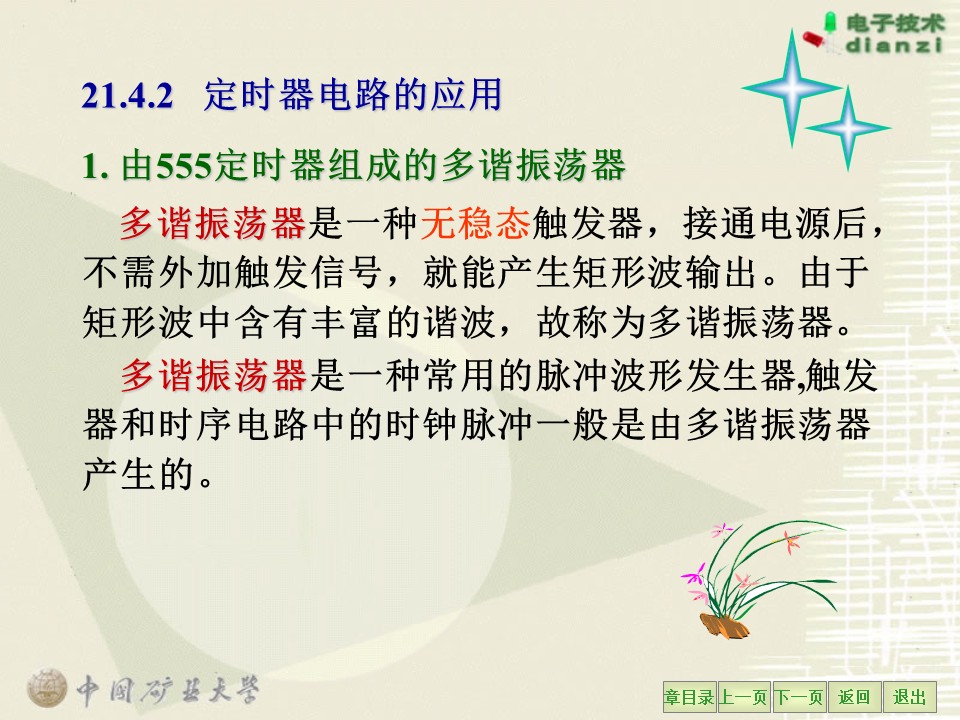 电子技术
dianzi
21.4.2 定时器电路的应用
1. 由555定时器组成的多谐振荡器
多谐振荡器是一种无稳态触发器，接通电源后，
不需外加触发信号，就能产生矩形波输出。由于
矩形波中含有丰富的谐波，故称为多谐振荡器。
多谐振荡器是一种常用的脉冲波形发生器,触发
器和时序电路中的时钟脉冲一般是由多谐振荡器
产生的。
中国矿业大学
章目录 上一页 下一页 返回 退出